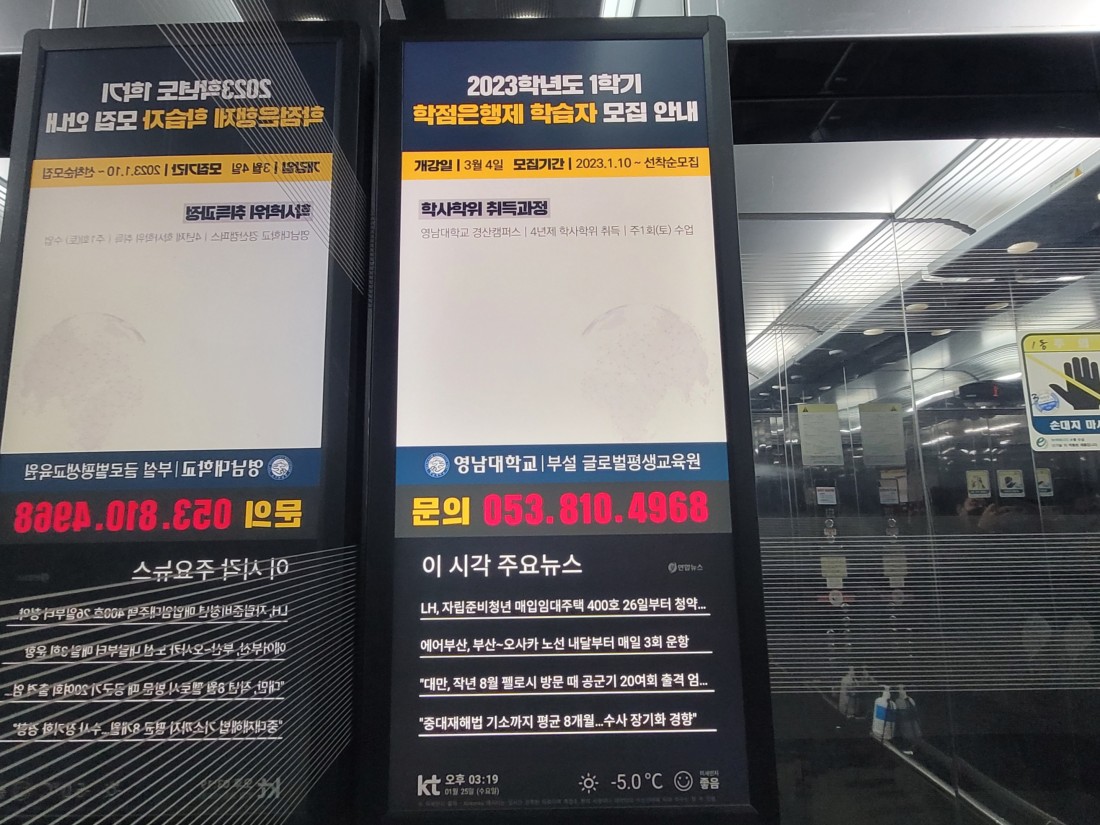 2023학년도 1학기
학점은행제 학습자 모집 안내
개강일 | 3월 4일 모집기간 | 2023.1.10 ~ 선착순모집
학사학위 취득과정
영남대학교 경산캠퍼스 | 4년제 학사학위 취득 | 주1회(토) 수업
영남대학교 | 부설 글로벌평생교육원
문의 053.810.4968
이 시각 주요뉴스
연합뉴스
LH, 자립준비청년 매입임대주택 400호 26일부터 청약...
에어부산, 부산~오사카 노선 내달부터 매일 3회 운항
"대만, 작년 8월 펠로시 방문 때 공군기 20여회 출격 엄...
"중대재해법 기소까지 평균 8개월...수사 장기화 경향"
kt 오후 03:19
01월 25일 (수요일)
-5.0℃
미세먼지
좋음
손대지 마